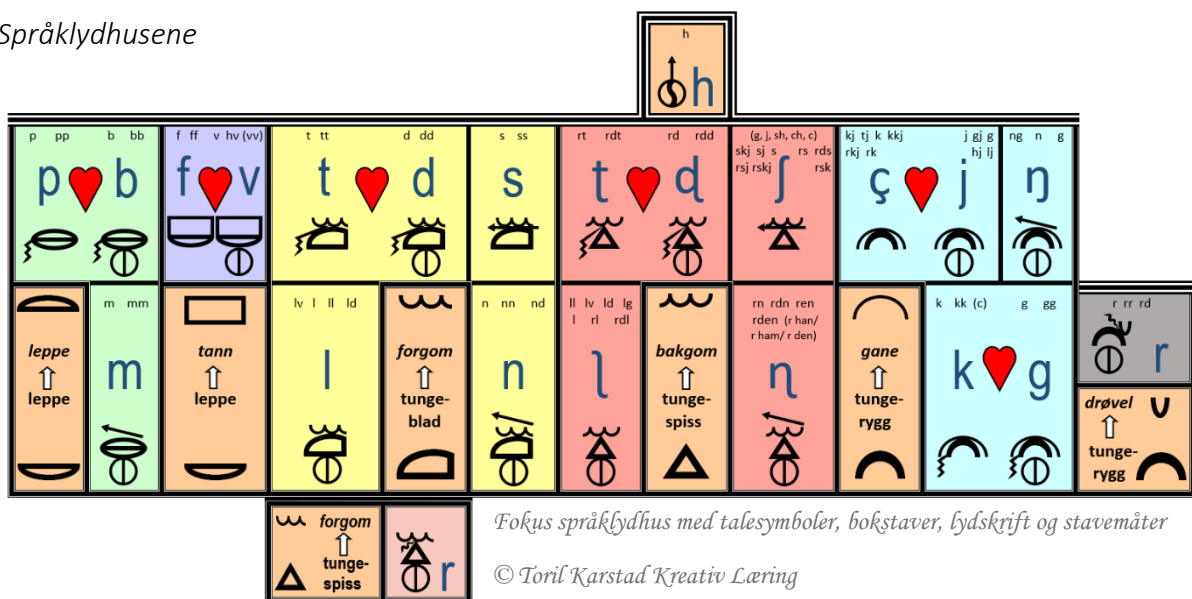 Språklydhusene
h
h
p pp b bb
p b
f ff v hv (vv)
f v
t tt d dd
t d
s ss
s
rt rdt rd rdd
ʈ ɖ
(g, j, sh, ch, c)
skj sj s rs rds
rsj rskj rsk
ʃ
kj tj k kkj j gj g
rkj rk hj lj
ç j
ng n g
ŋ
leppe
leppe
m mm
m
tann
leppe
lv l ll ld
l
forgom
tunge-
blad
n nn nd
n
ll lv ld lg
l rl rdl
ɭ
bakgom
tunge-
spiss
rn rdn ren
rden (r han/
r ham/ r den)
ɳ
gane
tunge-
rygg
k kk (c) g gg
k g
r rr rd
r
drøvel
tunge-
rygg
forgom
tunge-
spiss
r
Fokus språklydhus med talesymboler, bokstaver, lydskrift og stavemåter
© Toril Karstad Kreativ Læring